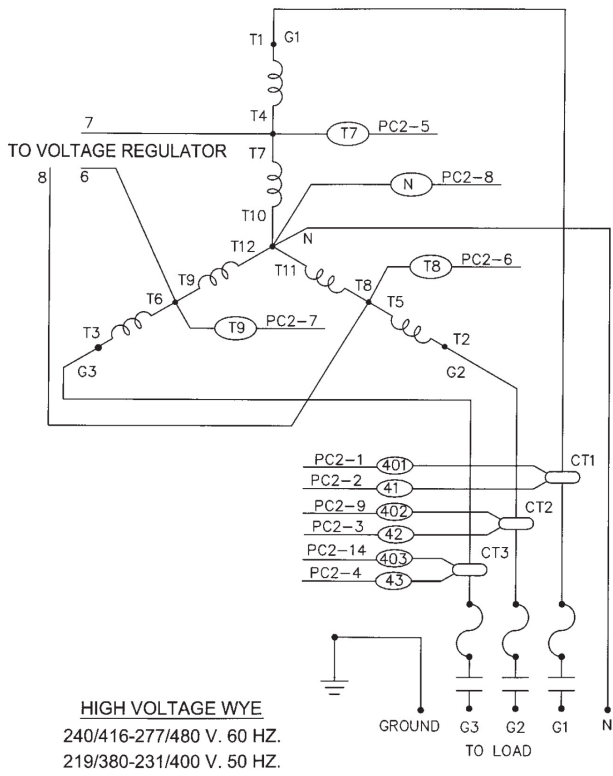 T1 G1
T4
7
T7 PC2-5
TO VOLTAGE REGULATOR
T7
8 6
N PC2-8
T10
T12 N
T11
T9
T8 PC2-6
T8
T6 T5
T9 PC2-7
T3 T2
G3 G2
PC2-1 401 CT1
PC2-2 41
PC2-9 402 CT2
PC2-3 42
PC2-14 403 CT3
PC2-4 43
GROUND G3 G2 G1 N
TO LOAD
HIGH VOLTAGE WYE
240/416-277/480 V. 60 HZ.
219/380-231/400 V. 50 HZ.